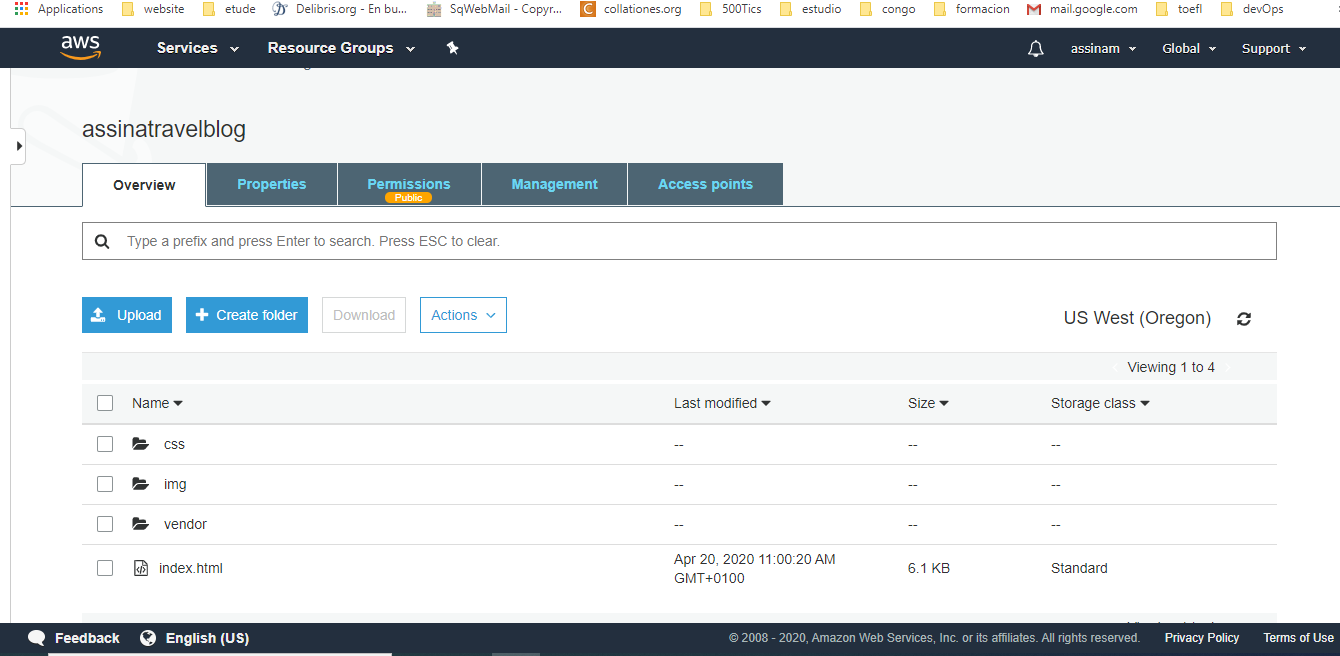 Applications website etude Delibris.org - En bu... SqWebMail - Copyr... collationes.org 500Tics estudio congo formacion mail.google.com toefl devOps
aws Services Resource Groups assinam Global Support
assinatravelblog
Overview Properties Permissions Management Access points
Public
Type a prefix and press Enter to search. Press ESC to clear.
Upload Create folder Download Actions US West (Oregon)
Viewing 1 to 4
Name Last modified Size Storage class
css -- -- --
img -- -- --
vendor -- -- --
index.html Apr 20, 2020 11:00:20 AM 6.1 KB Standard
GMT+0100
Feedback English (US) © 2008 - 2020, Amazon Web Services, Inc. or its affiliates. All rights reserved. Privacy Policy Terms of Use